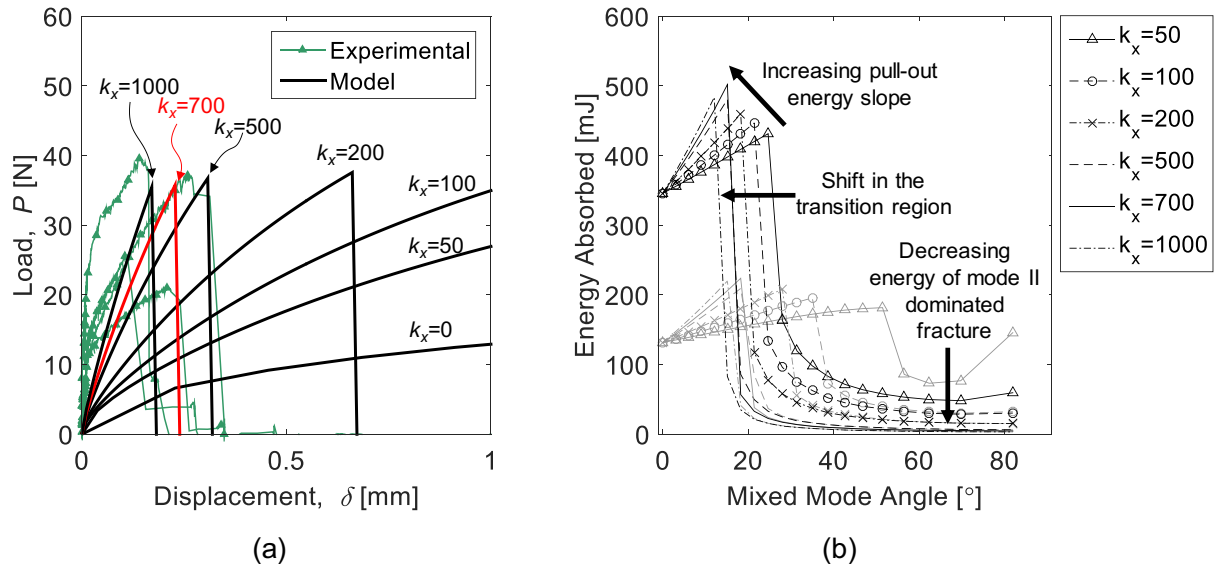 60
50
40
30
20
10
0
Load, P [N]
Experimental
Model
kx=1000
kx=700
kx=500
kx=200
kx=100
kx=50
kx=0
0
0.5
1
Displacement, δ [mm]
(a)
600
500
400
300
200
100
0
Energy Absorbed [mJ]
Increasing pull-out
energy slope
Shift in the
transition region
Decreasing
energy of mode II
dominated
fracture
0
20
40
60
80
Mixed Mode Angle [°]
(b)
kx=50
kx=100
kx=200
kx=500
kx=700
kx=1000